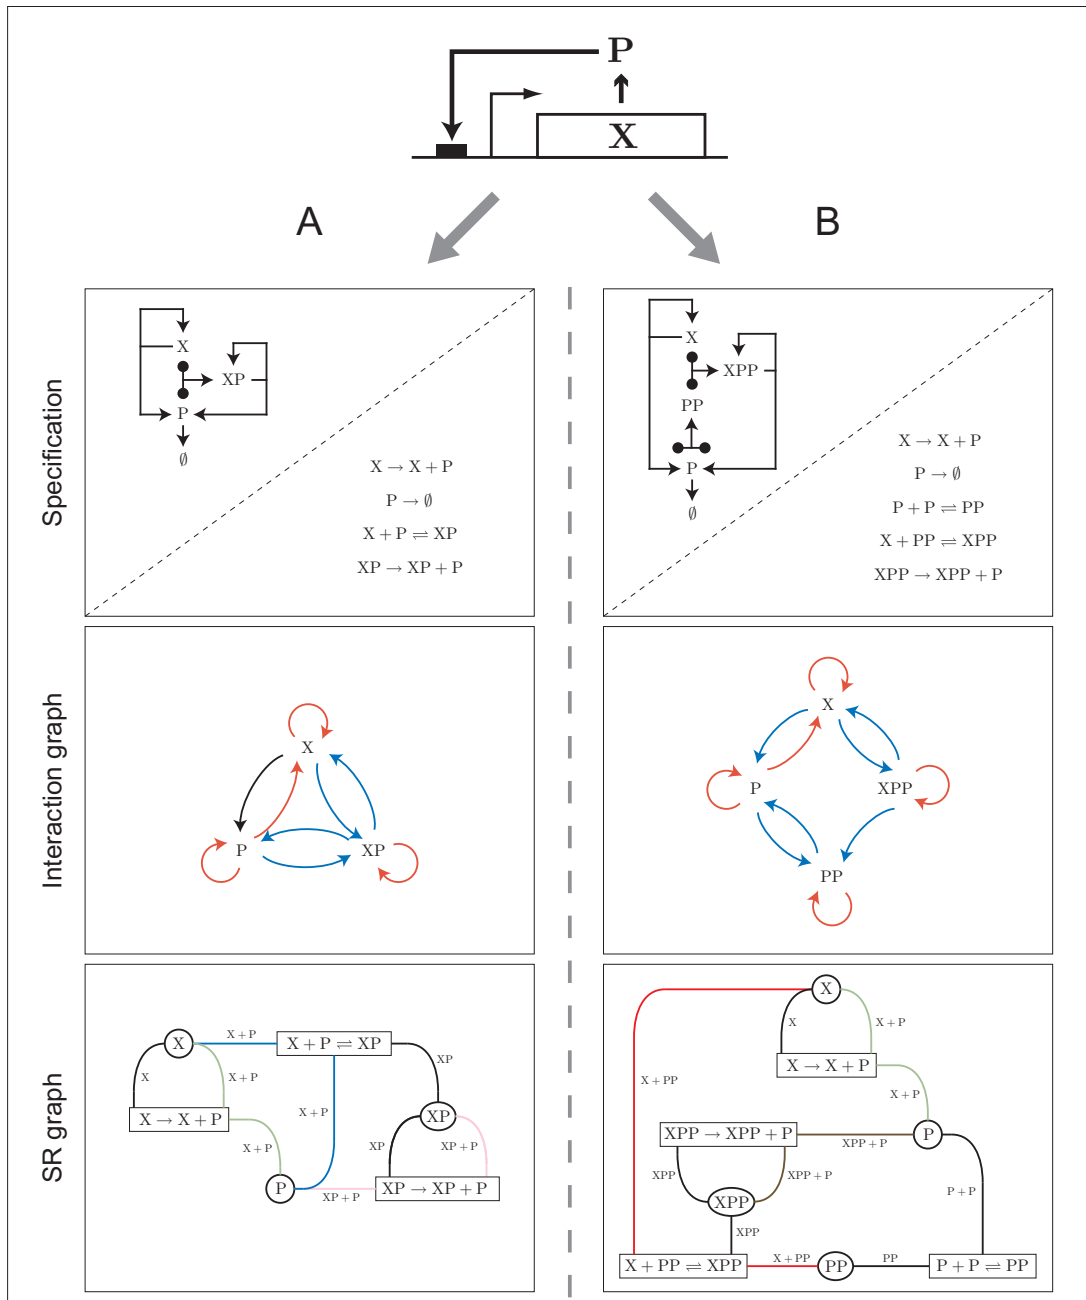 P
X
A
B
Specification
X
XP
P
∅
X → X + P
P → ∅
X + P ⇌ XP
XP → XP + P
X
XPP
PP
P
∅
X → X + P
P → ∅
P + P ⇌ PP
X + PP ⇌ XPP
XPP → XPP + P
Interaction graph
X
P
XP
X
P
XPP
PP
SR graph
X + P
X
X + P ⇌ XP
X
X + P
XP
X + P
X → X + P
XP
X + P
XP
XP + P
P
XP + P
XP → XP + P
X
X
X + P
X → X + P
X + PP
X + P
XPP → XPP + P
XPP + P
P
XPP
XPP + P
P + P
XPP
XPP
X + PP ⇌ XPP
X + PP
PP
PP
P + P ⇌ PP